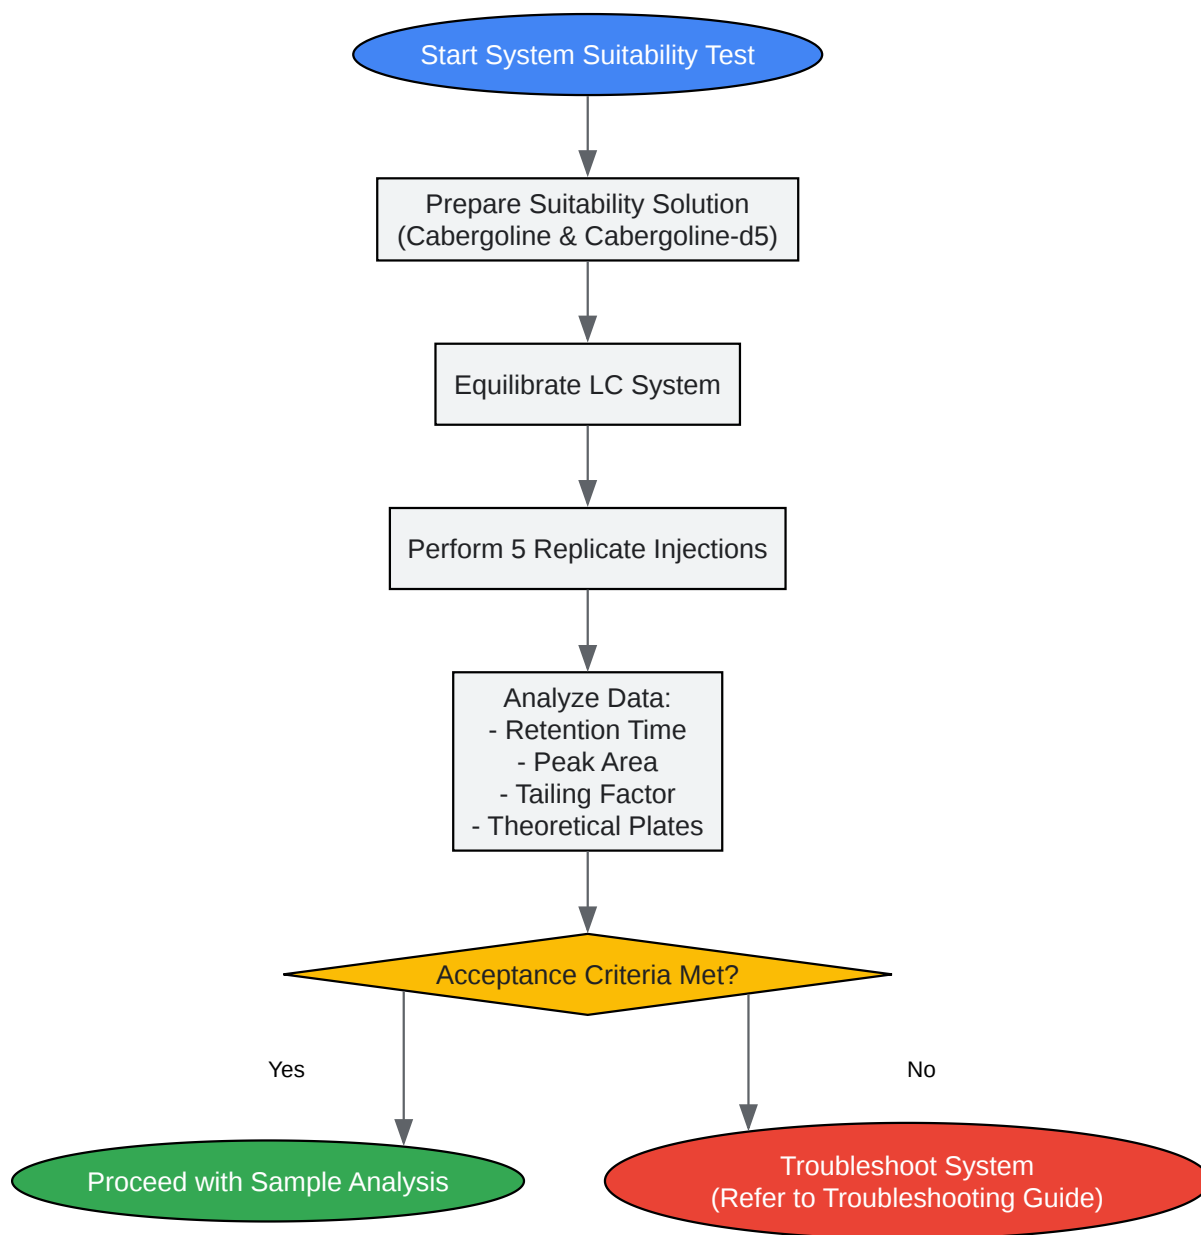 Start System Suitability Test
Prepare Suitability Solution
(Cabergoline & Cabergoline-d5)
Equilibrate LC System
Perform 5 Replicate Injections
Analyze Data:
- Retention Time
- Peak Area
- Tailing Factor
- Theoretical Plates
Acceptance Criteria Met?
Yes
No
Proceed with Sample Analysis
Troubleshoot System
(Refer to Troubleshooting Guide)